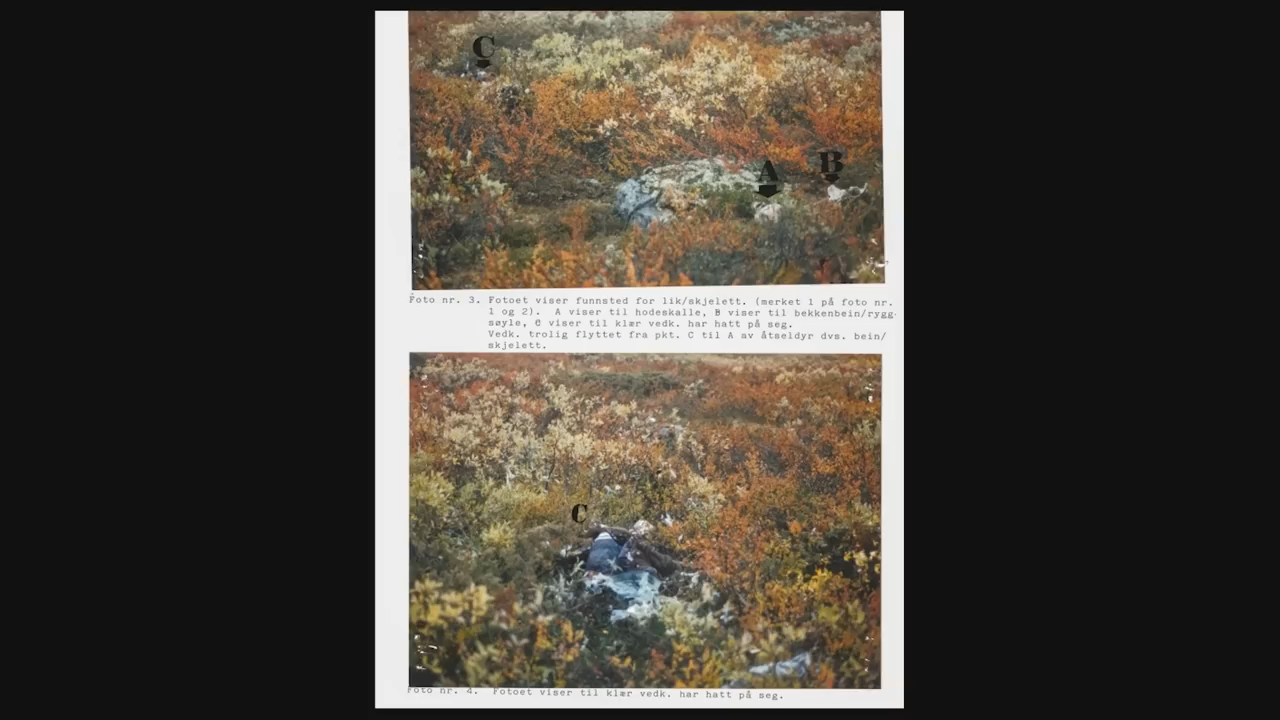 C
A
B
Foto nr. 3. Fotoet viser funnsted for lik/skjelett. (merket 1 på foto nr.
1 og 2). A viser til hodeskalle, B viser til bekkenbein/rygg-
søyle, C viser til klær vedk. har hatt på seg.
Vedk. trolig flyttet fra pkt. C til A av åtseldyr dvs. bein/
skjelett.
C
Foto nr. 4. Fotoet viser til klær vedk. har hatt på seg.